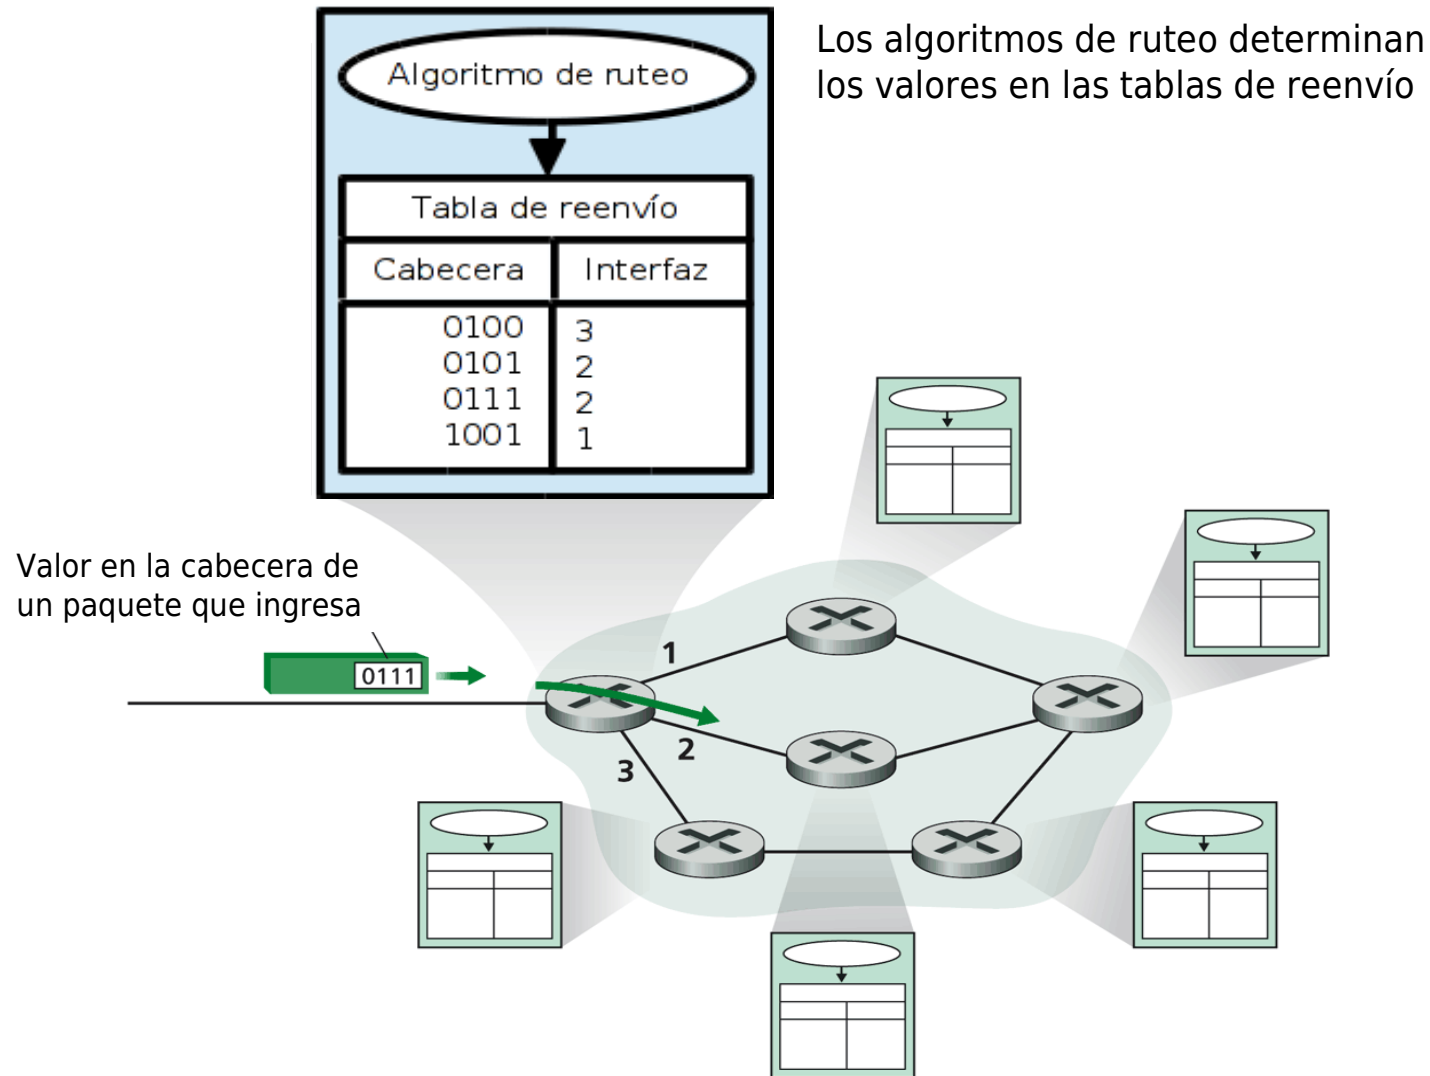 Algoritmo de ruteo
Los algoritmos de ruteo determinan
los valores en las tablas de reenvío
Tabla de reenvío
Cabecera Interfaz
0100 3
0101 2
0111 2
1001 1
Valor en la cabecera de
un paquete que ingresa
0111
1
2
3